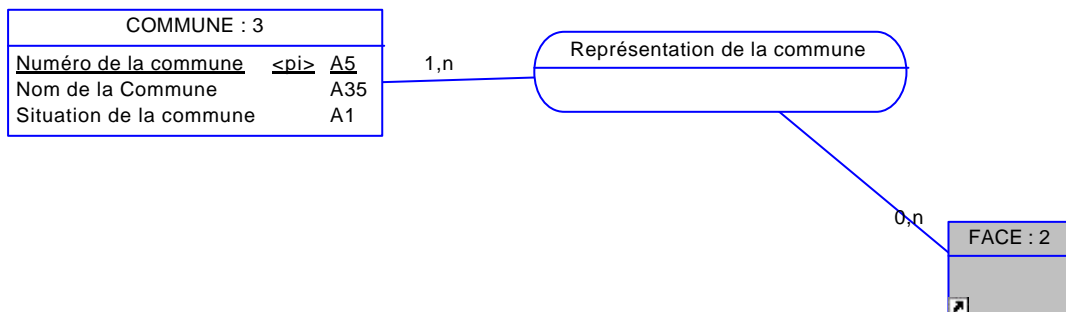 COMMUNE : 3
Numéro de la commune <pi> A5
Nom de la Commune A35
Situation de la commune A1
1,n
Représentation de la commune
0,n
FACE : 2